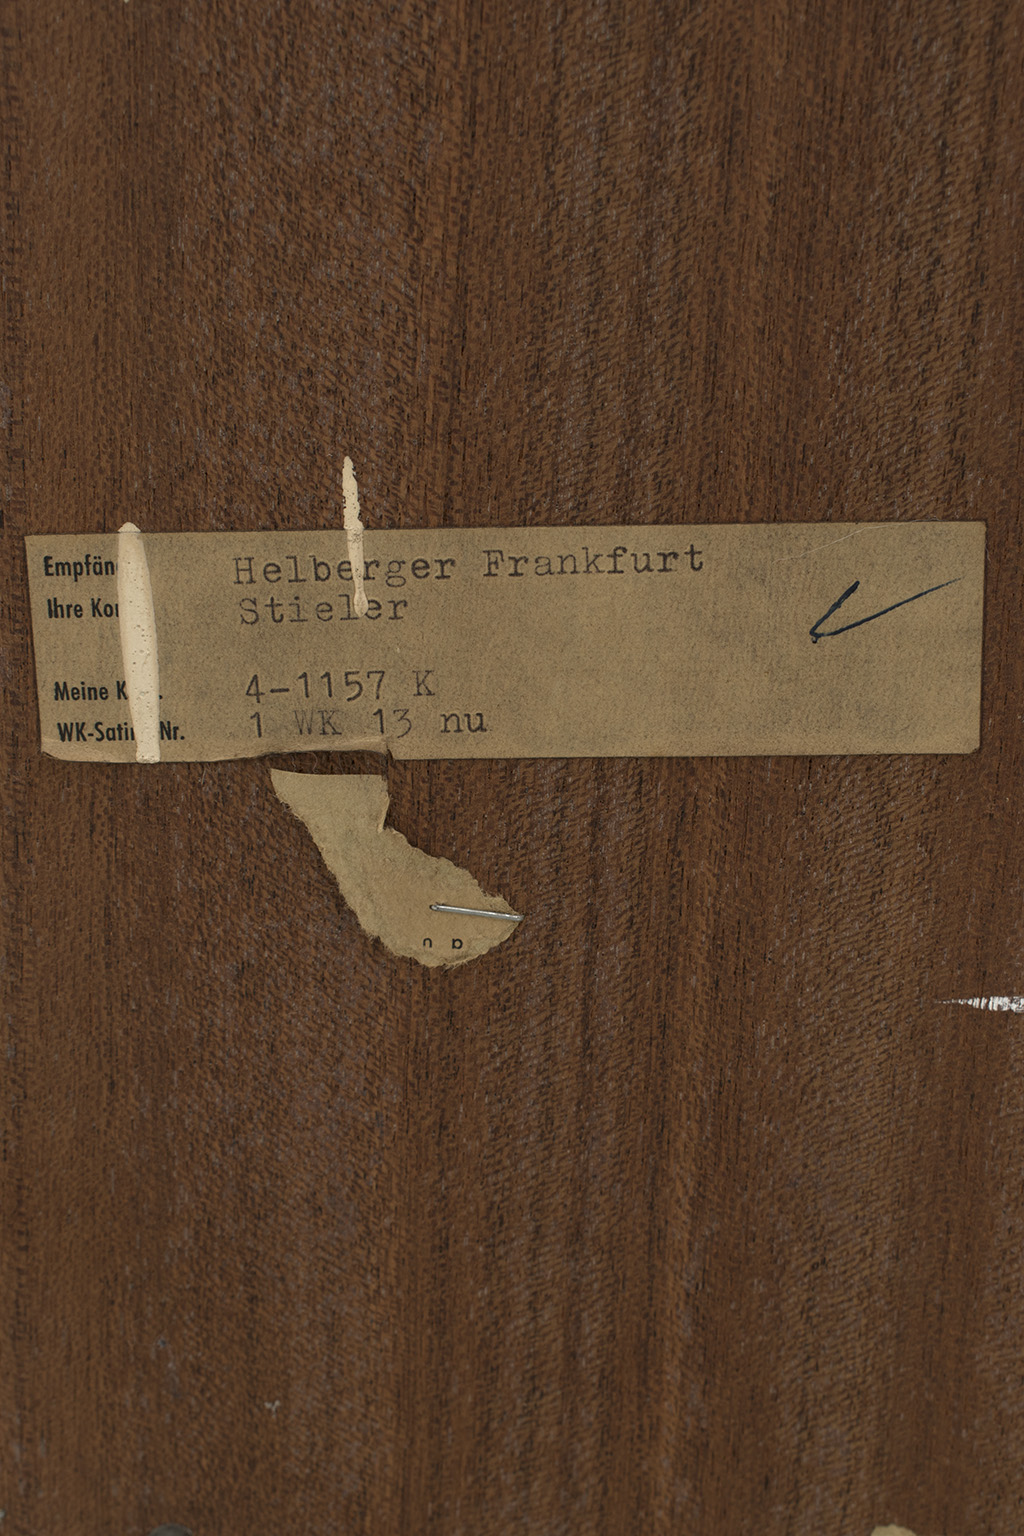 Empfän Helberger Frankfurt
Ihre Ko Stieler
Meine K . 4-1157 K
WK-Sati Nr. 1 WK 13 nu